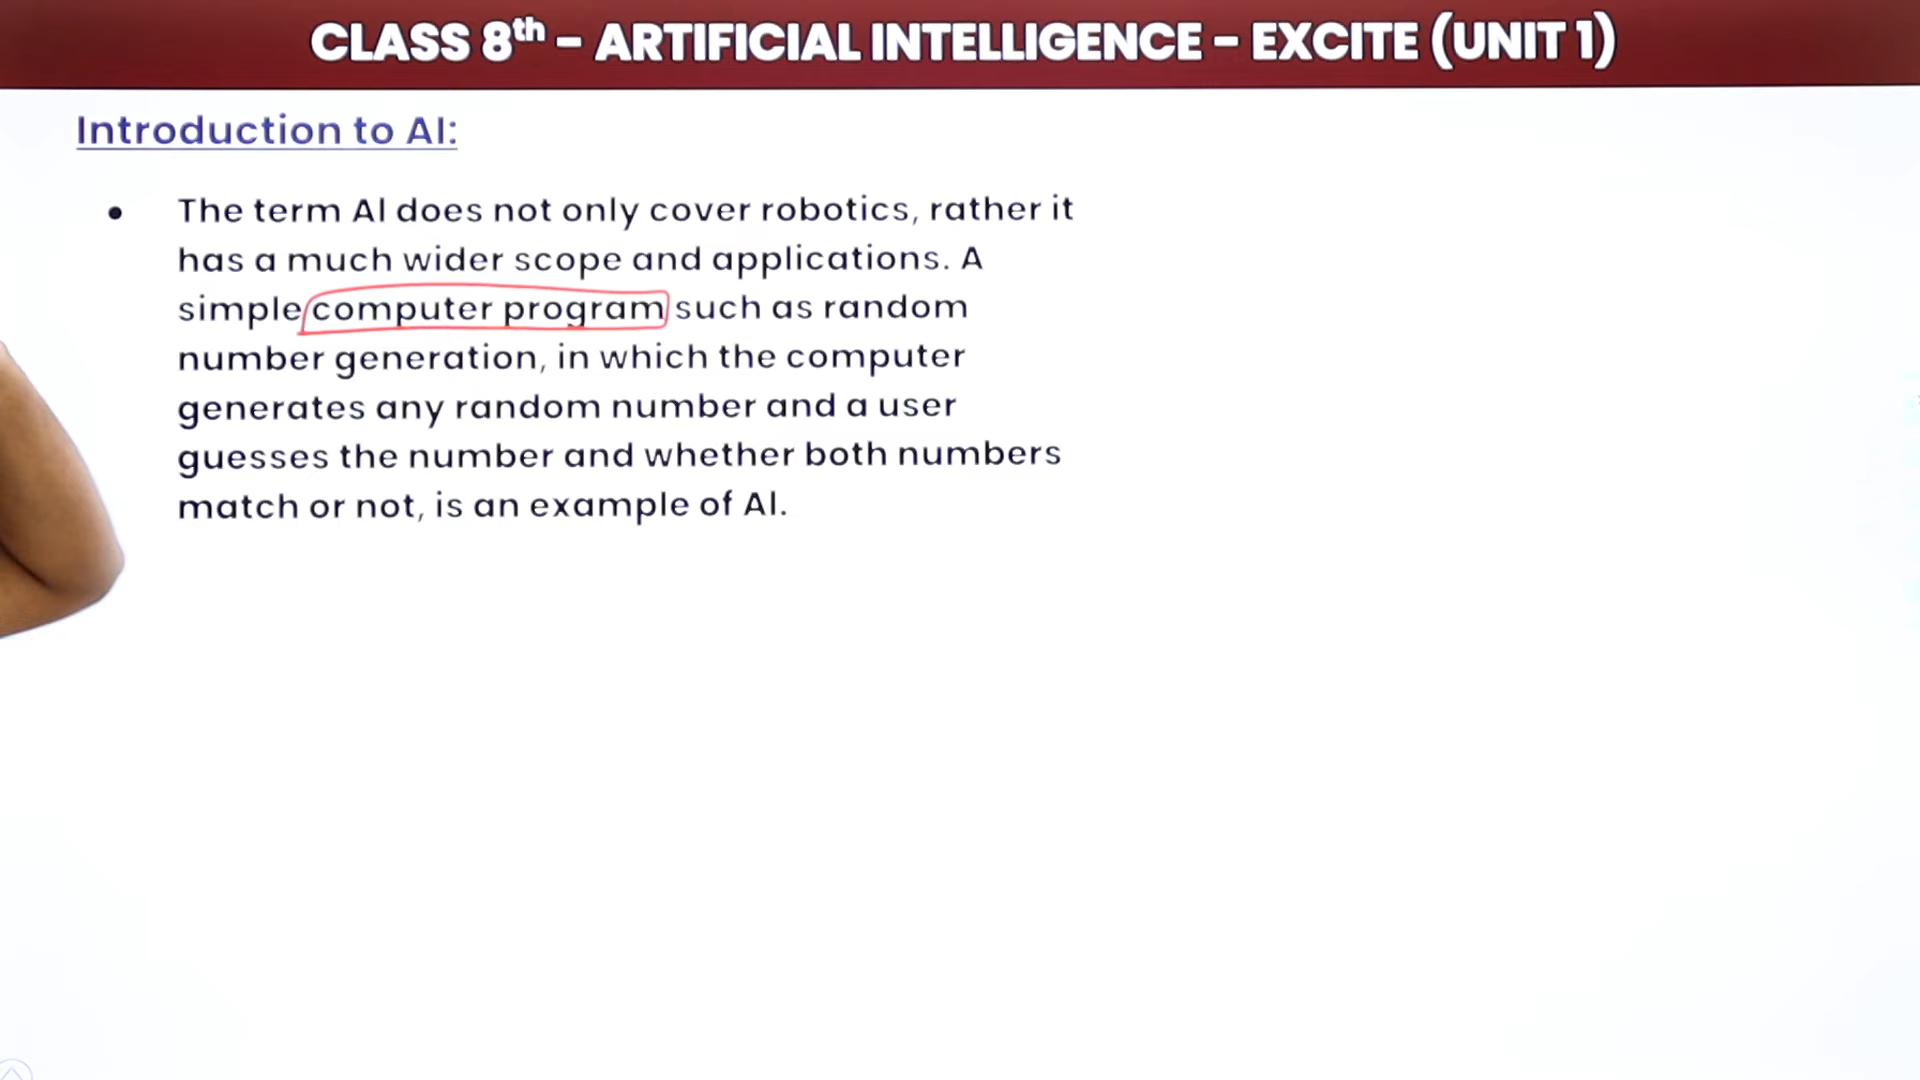 CLASS 8th - ARTIFICIAL INTELLIGENCE - EXCITE (UNIT 1)
Introduction to AI:
• The term AI does not only cover robotics, rather it
has a much wider scope and applications. A
simple computer program such as random
number generation, in which the computer
generates any random number and a user
guesses the number and whether both numbers
match or not, is an example of AI.